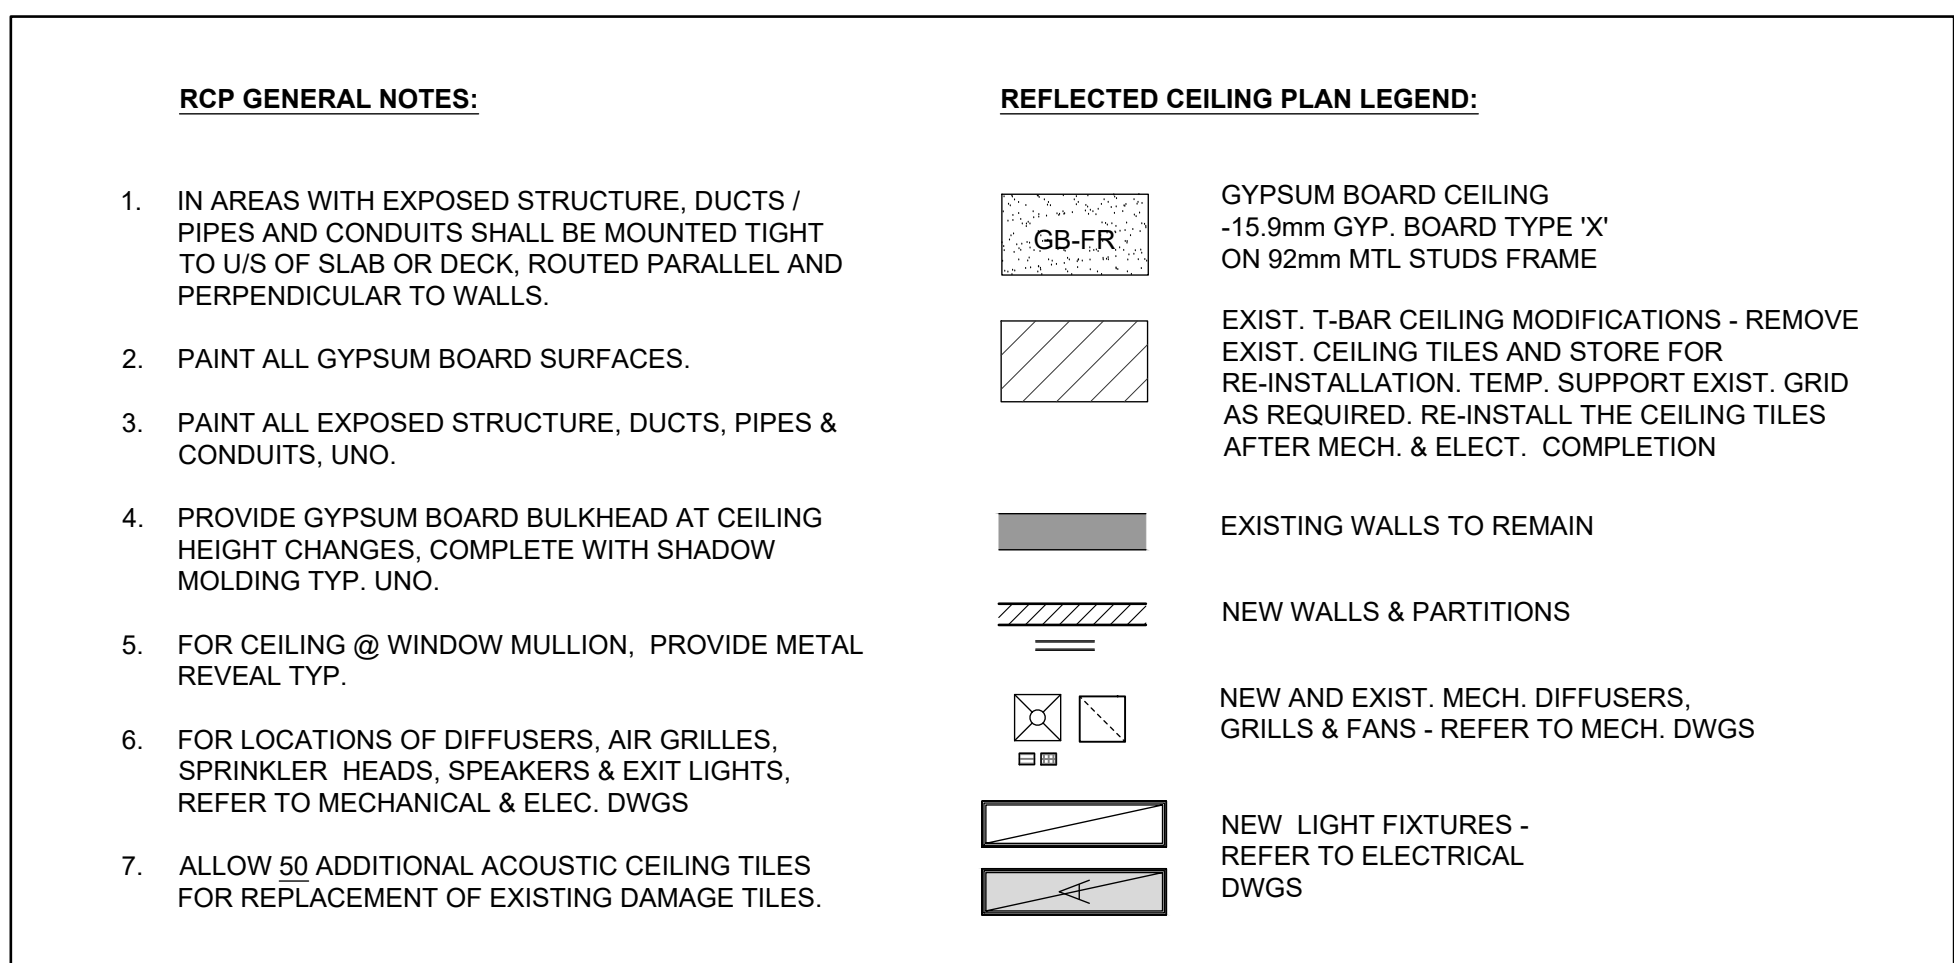 RCP GENERAL NOTES:
1. IN AREAS WITH EXPOSED STRUCTURE, DUCTS /
PIPES AND CONDUITS SHALL BE MOUNTED TIGHT
TO U/S OF SLAB OR DECK, ROUTED PARALLEL AND
PERPENDICULAR TO WALLS.
2. PAINT ALL GYPSUM BOARD SURFACES.
3. PAINT ALL EXPOSED STRUCTURE, DUCTS, PIPES &
CONDUITS, UNO.
4. PROVIDE GYPSUM BOARD BULKHEAD AT CEILING
HEIGHT CHANGES, COMPLETE WITH SHADOW
MOLDING TYP. UNO.
5. FOR CEILING @ WINDOW MULLION, PROVIDE METAL
REVEAL TYP.
6. FOR LOCATIONS OF DIFFUSERS, AIR GRILLES,
SPRINKLER HEADS, SPEAKERS & EXIT LIGHTS,
REFER TO MECHANICAL & ELEC. DWGS
7. ALLOW 50 ADDITIONAL ACOUSTIC CEILING TILES
FOR REPLACEMENT OF EXISTING DAMAGE TILES.
REFLECTED CEILING PLAN LEGEND:
GB-FR
GYPSUM BOARD CEILING
-15.9mm GYP. BOARD TYPE 'X'
ON 92mm MTL STUDS FRAME
EXIST. T-BAR CEILING MODIFICATIONS - REMOVE
EXIST. CEILING TILES AND STORE FOR
RE-INSTALLATION. TEMP. SUPPORT EXIST. GRID
AS REQUIRED. RE-INSTALL THE CEILING TILES
AFTER MECH. & ELECT. COMPLETION
EXISTING WALLS TO REMAIN
NEW WALLS & PARTITIONS
NEW AND EXIST. MECH. DIFFUSERS,
GRILLS & FANS - REFER TO MECH. DWGS
NEW LIGHT FIXTURES -
REFER TO ELECTRICAL
DWGS
A